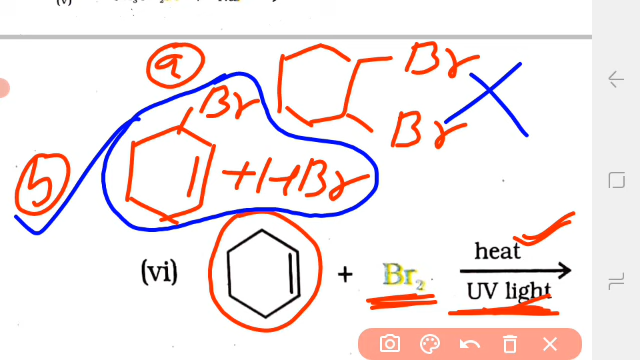 (v)
a
Br
Br
Br
b
+ HBr
(vi)
+
Br₂
heat
UV light